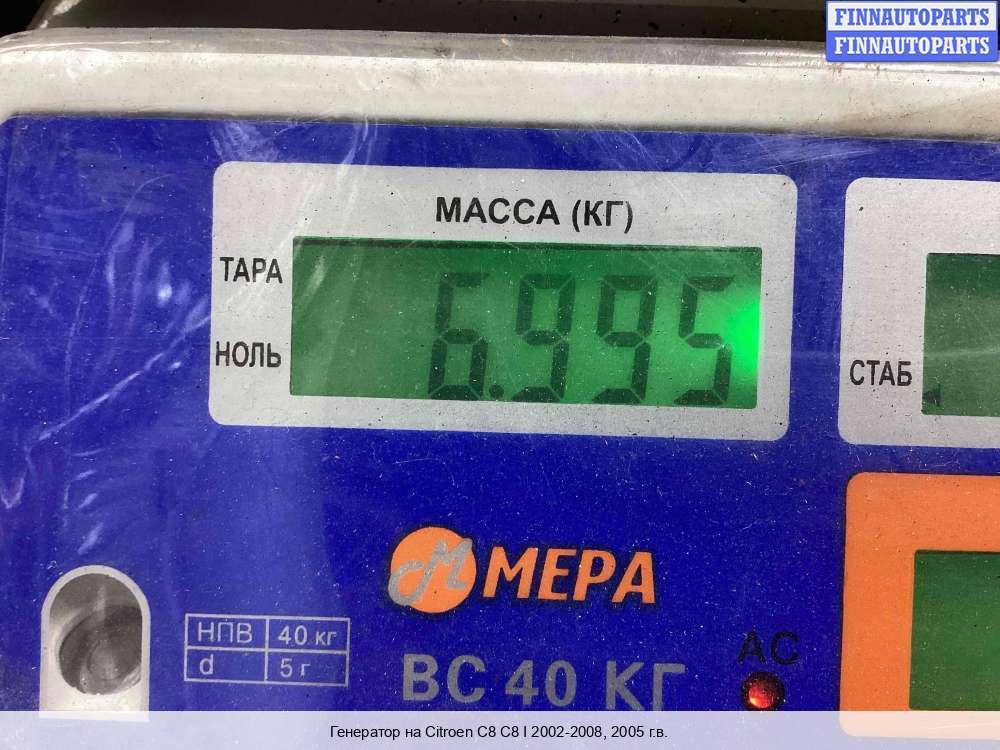 FINNAUTOPARTS
FINNAUTOPARTS
МАССА (КГ)
ТАРА
6.995
НОЛЬ
СТАБ
МЕРА
НПВ 40 кг
d 5 г
АС
ВС 40 КГ
Генератор на Citroen C8 C8 I 2002-2008, 2005 г.в.